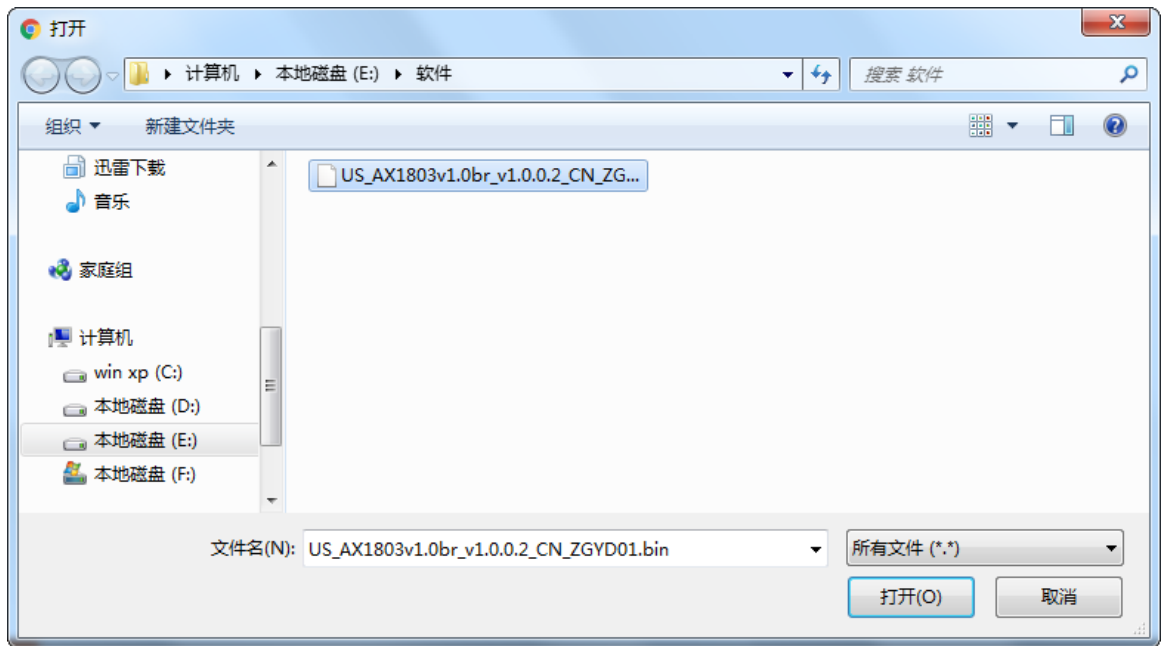 打开
计算机 本地磁盘 (E:) 软件
搜索 软件
组织 新建文件夹
迅雷下载
音乐
家庭组
计算机
win xp (C:)
本地磁盘 (D:)
本地磁盘 (E:)
本地磁盘 (F:)
US_AX1803v1.0br_v1.0.0.2_CN_ZG...
文件名(N): US_AX1803v1.0br_v1.0.0.2_CN_ZGYD01.bin
所有文件 (*.*)
打开(O) 取消